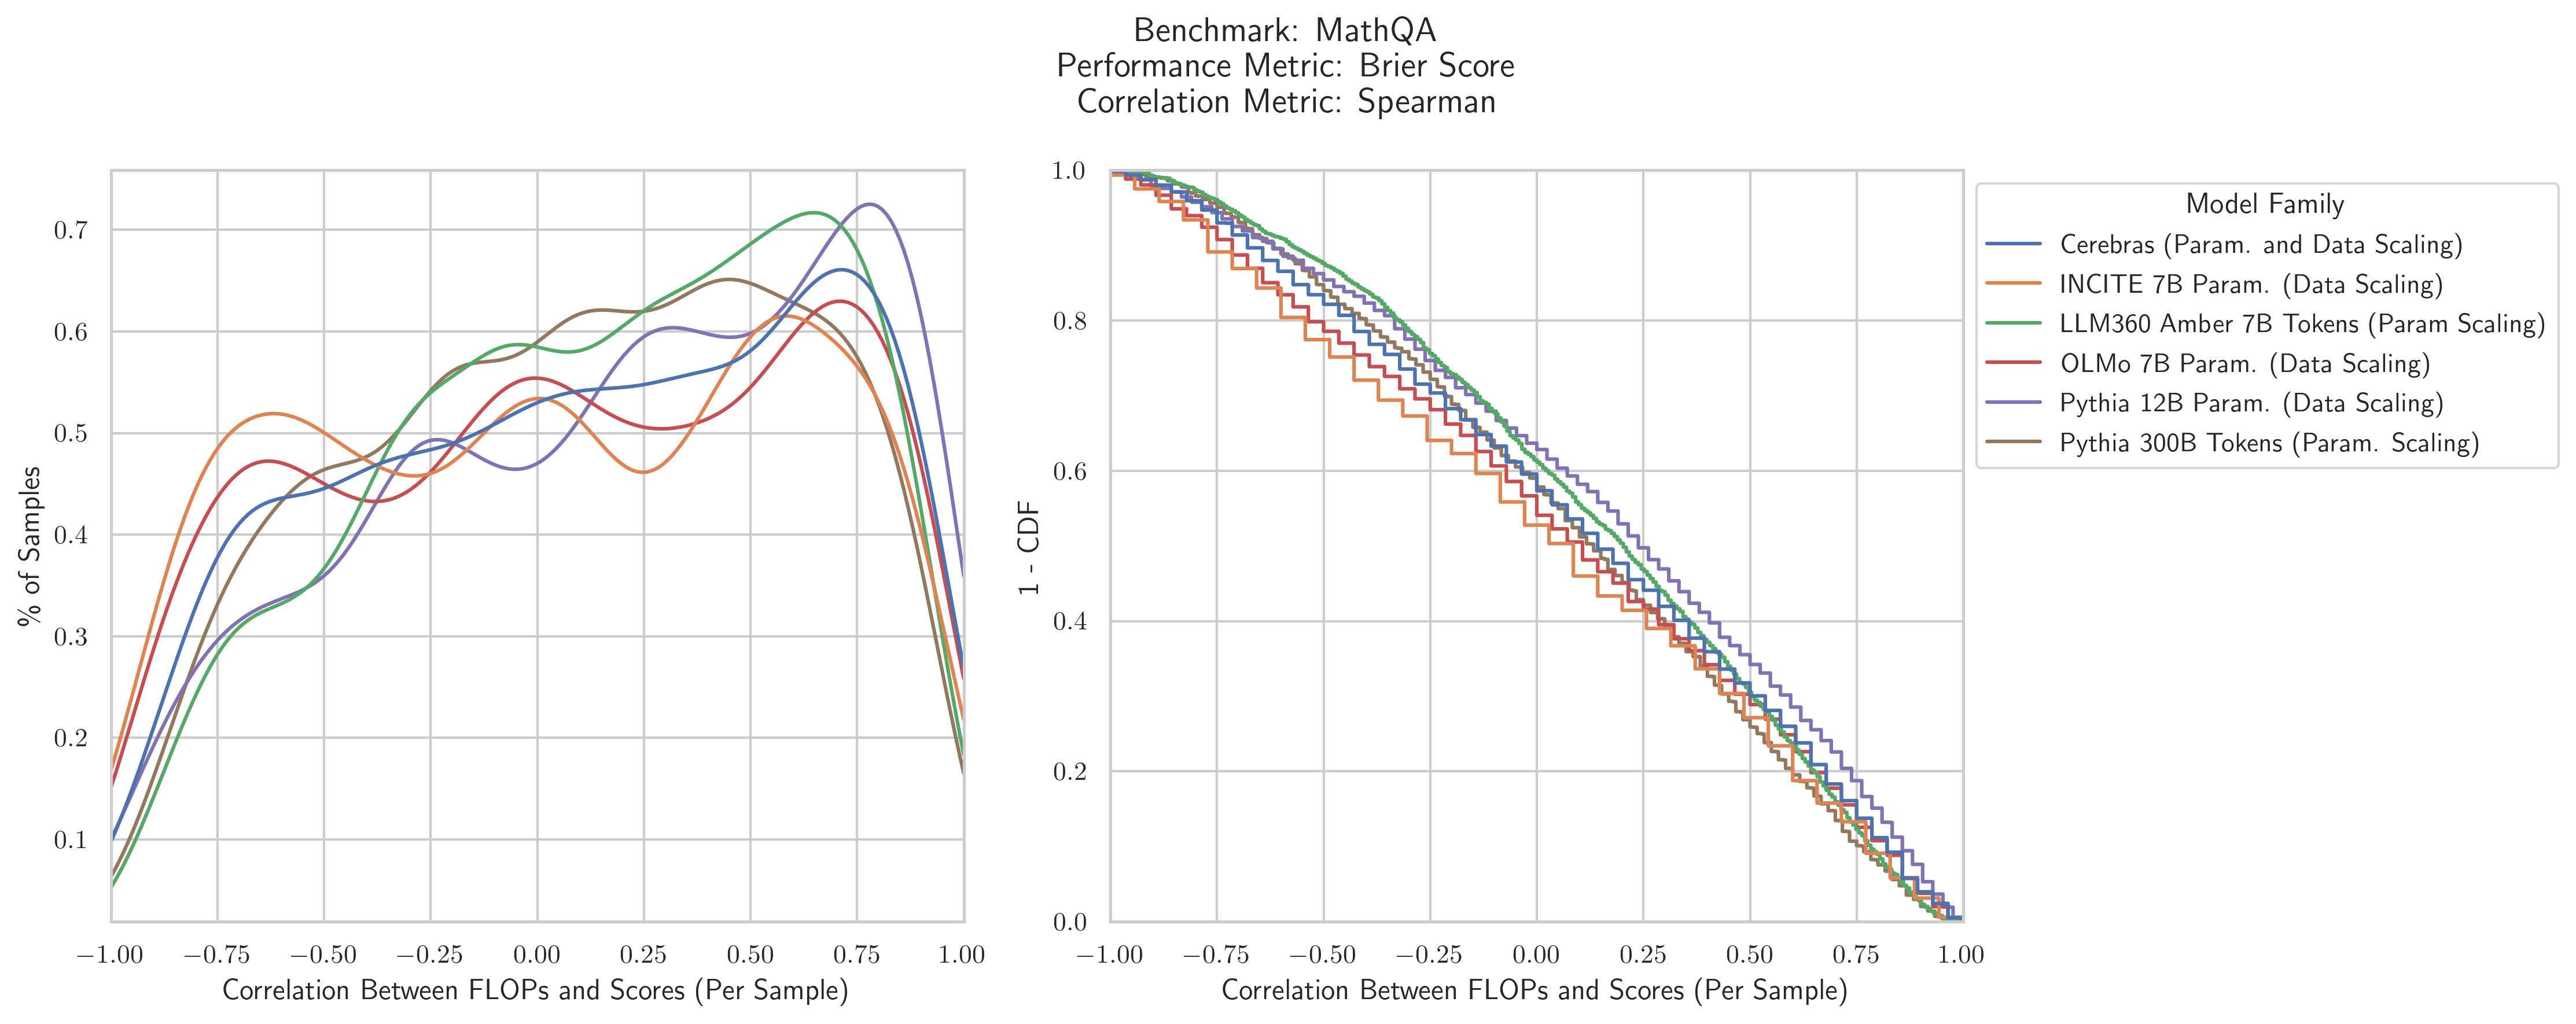 Benchmark: MathQA
Performance Metric: Brier Score
Correlation Metric: Spearman
% of Samples
0.7
0.6
0.5
0.4
0.3
0.2
0.1
−1.00 −0.75 −0.50 −0.25 0.00 0.25 0.50 0.75 1.00
Correlation Between FLOPs and Scores (Per Sample)
1 - CDF
1.0
0.8
0.6
0.4
0.2
0.0
−1.00 −0.75 −0.50 −0.25 0.00 0.25 0.50 0.75 1.00
Correlation Between FLOPs and Scores (Per Sample)
Model Family
Cerebras (Param. and Data Scaling)
INCITE 7B Param. (Data Scaling)
LLM360 Amber 7B Tokens (Param Scaling)
OLMo 7B Param. (Data Scaling)
Pythia 12B Param. (Data Scaling)
Pythia 300B Tokens (Param. Scaling)